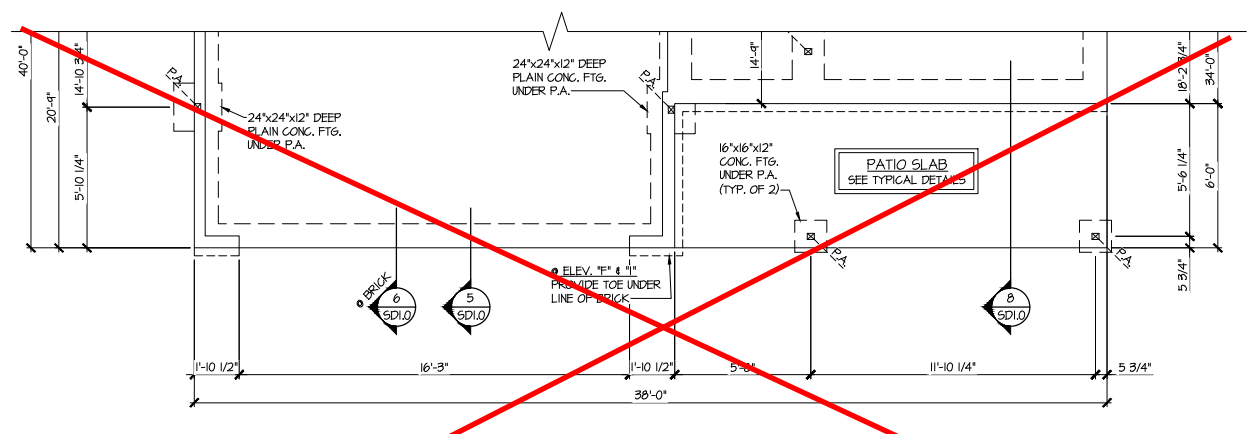 40'-0"
20'-9"
14'-10 3/4"
5'-10 1/4"
P.A.
24"x24"x12" DEEP
PLAIN CONC. FTG.
UNDER P.A.
24"x24"x12" DEEP
PLAIN CONC. FTG.
UNDER P.A.
P.A.
14'-9"
16"x16"x12"
CONC. FTG.
UNDER P.A.
(TYP. OF 2)
PATIO SLAB
SEE TYPICAL DETAILS
18'-2 3/4"
34'-0"
5'-6 1/4"
6'-0"
5 3/4"
P.A.
P.A.
@ ELEV. "F" & "I"
PROVIDE TOE UNDER
LINE OF BRICK
@ BRICK
6
SD1.0
5
SD1.0
8
SD1.0
1'-10 1/2"
16'-3"
1'-10 1/2"
11'-10 1/4"
5 3/4"
38'-0"